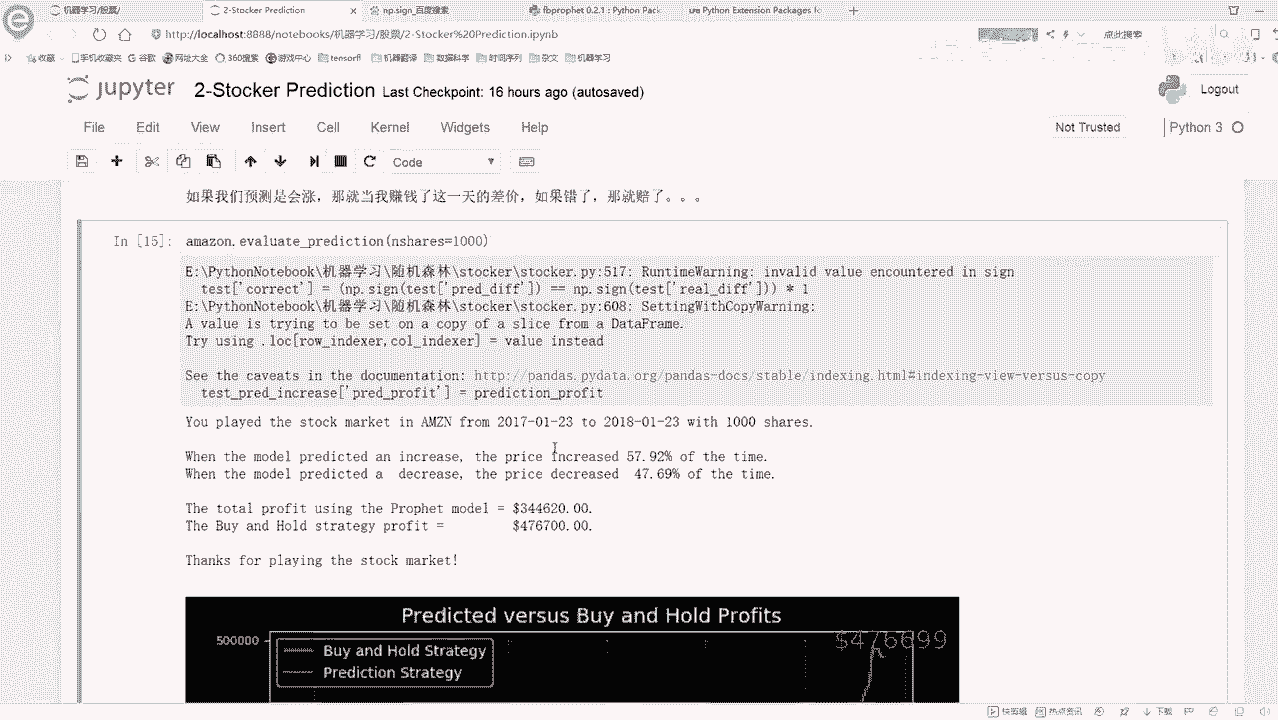 机器学习/股票/
2-Stocker Prediction
np.sign_百度搜索
fbprophet 0.2.1 : Python Pack
Python Extension Packages fo
http://localhost:8888/notebooks/机器学习/股票/2-Stocker%20Prediction.ipynb
点此搜索
收藏
手机收藏夹
谷歌
网址大全
360搜索
游戏中心
tensorfl
机器翻译
数据科学
时间序列
杂文
机器学习
jupyter
2-Stocker Prediction Last Checkpoint: 16 hours ago (autosaved)
Logout
File Edit View Insert Cell Kernel Widgets Help
Not Trusted
Python 3
Code
如果我们预测是会涨，那就当我赚钱了这一天的差价，如果错了，那就赔了。。。
In [15]: amazon.evaluate_prediction(nshares=1000)
E:\PythonNotebook\机器学习\随机森林\stocker\stocker.py:517: RuntimeWarning: invalid value encountered in sign
test['correct'] = (np.sign(test['pred_diff']) == np.sign(test['real_diff'])) * 1
E:\PythonNotebook\机器学习\随机森林\stocker\stocker.py:608: SettingWithCopyWarning:
A value is trying to be set on a copy of a slice from a DataFrame.
Try using .loc[row_indexer,col_indexer] = value instead
See the caveats in the documentation: http://pandas.pydata.org/pandas-docs/stable/indexing.html#indexing-view-versus-copy
test_pred_increase['pred_profit'] = prediction_profit
You played the stock market in AMZN from 2017-01-23 to 2018-01-23 with 1000 shares.
When the model predicted an increase, the price increased 57.92% of the time.
When the model predicted a  decrease, the price decreased  47.69% of the time.
The total profit using the Prophet model = $344620.00.
The Buy and Hold strategy profit =         $476700.00.
Thanks for playing the stock market!
Predicted versus Buy and Hold Profits
500000
$476699
Buy and Hold Strategy
Prediction Strategy
快剪辑
热点资讯
下载